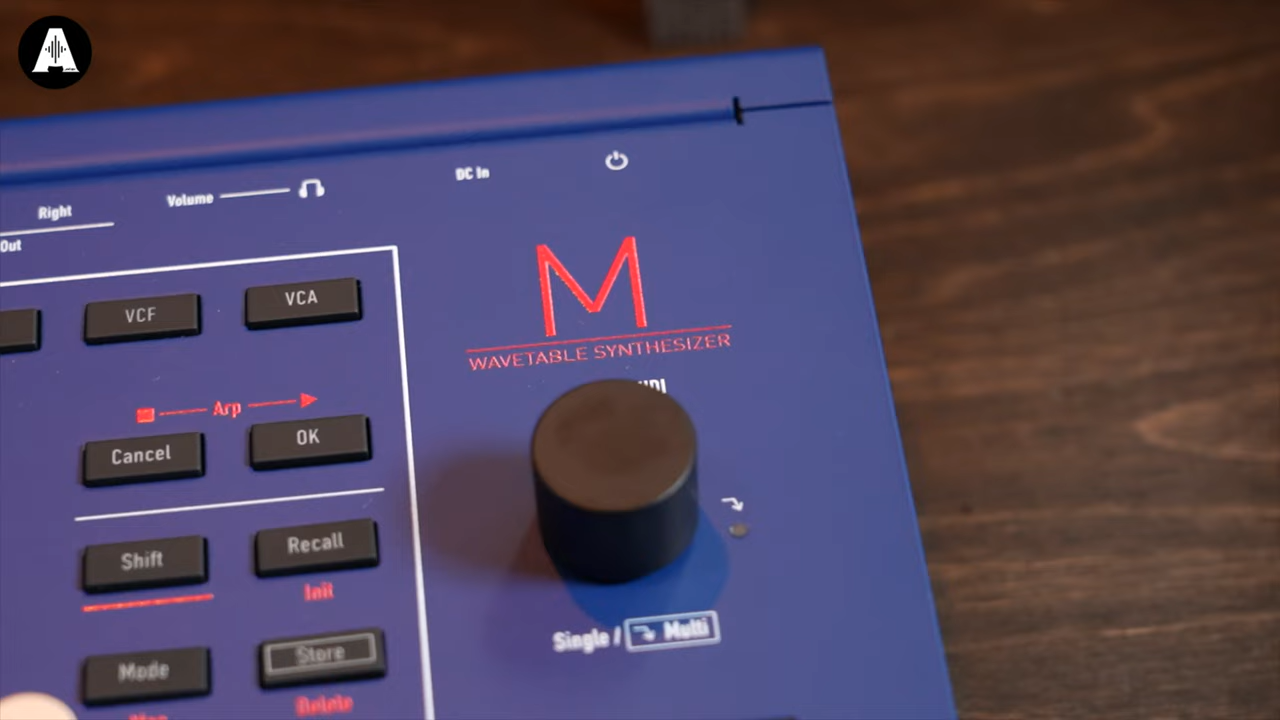 A
DC In
Volume
Right
Out
M
WAVETABLE SYNTHESIZER
VCF
VCA
Arp
Cancel
OK
Shift
Recall
Init
Single / Multi
Mode
Store
Delete